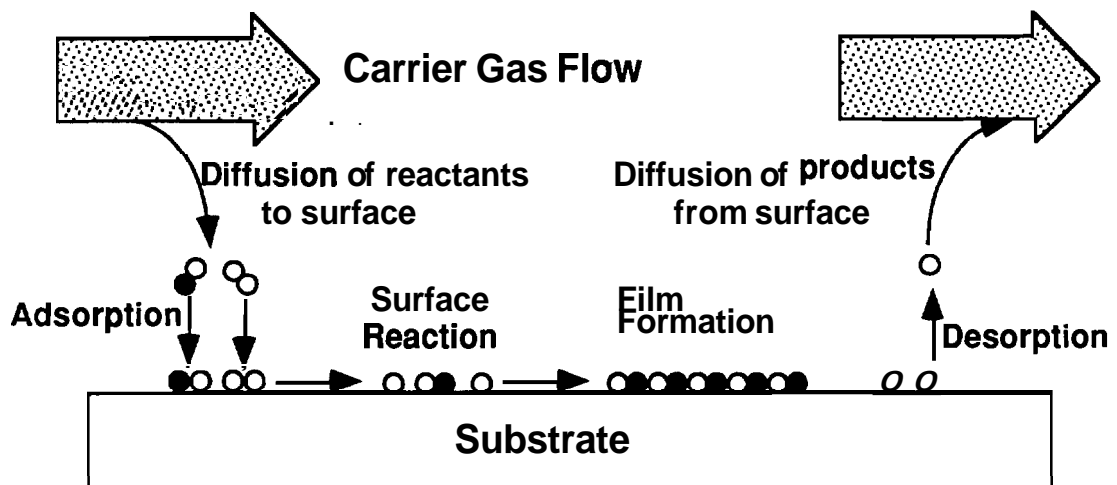 Carrier Gas Flow
Diffusion of reactants
to surface
Diffusion of products
from surface
Adsorption
Surface
Reaction
Film
Formation
Desorption
Substrate